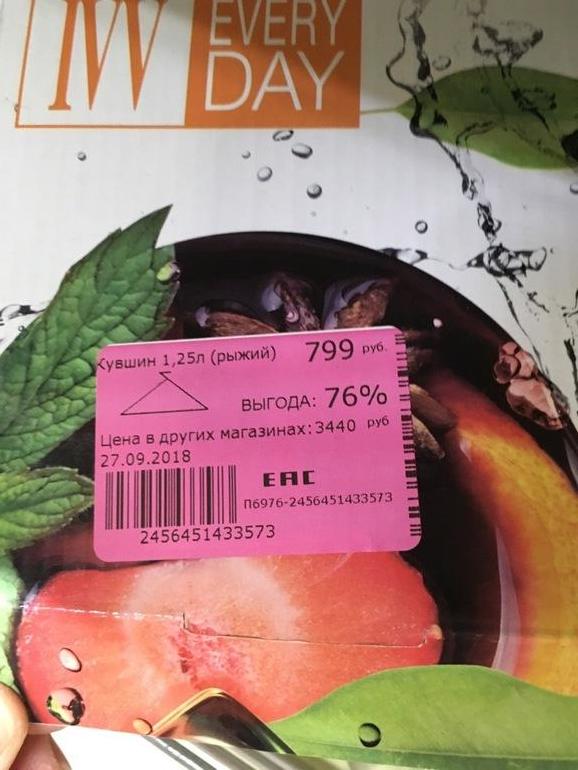 IVV
EVERY
DAY
Кувшин 1,25л (рыжий) 799 руб.
ВЫГОДА: 76%
Цена в других магазинах: 3440 руб
27.09.2018
EAC
П6976-2456451433573
2456451433573